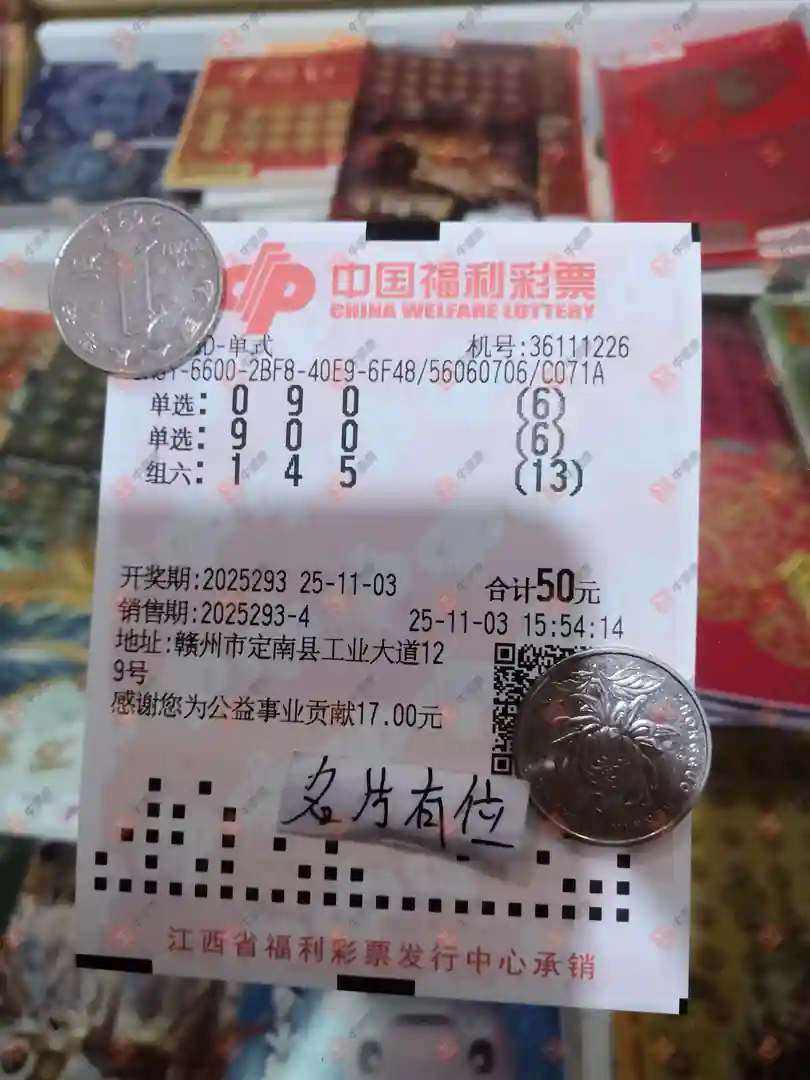 中国福利彩票
CHINA WELFARE LOTTERY
D-单式 机号:36111226
-6600-2BF8-40E9-6F48/56060706/C071A
单选: 0 9 0 (6)
单选: 9 0 0 (6)
组六: 1 4 5 (13)
开奖期:2025293 25-11-03 合计50元
销售期:2025293-4 25-11-03 15:54:14
地址:赣州市定南县工业大道12
9号
感谢您为公益事业贡献17.00元
名片有位
江西省福利彩票发行中心承销